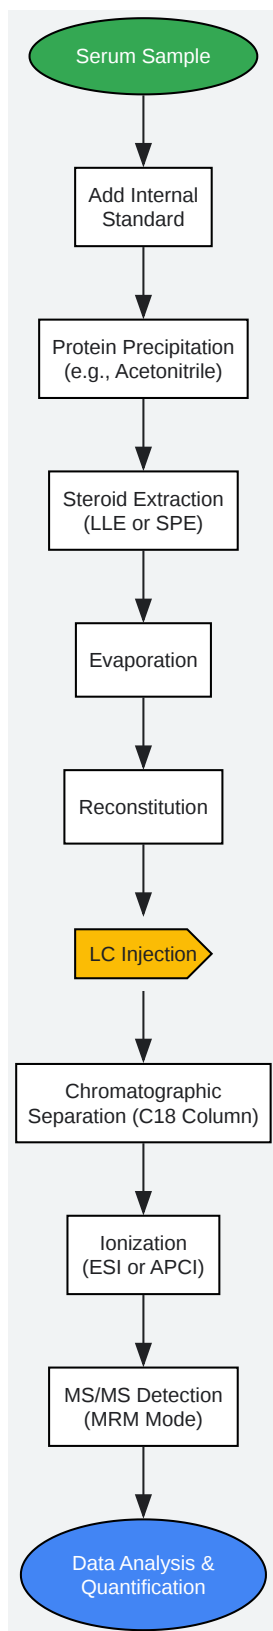 Serum Sample
Add Internal
Standard
Protein Precipitation
(e.g., Acetonitrile)
Steroid Extraction
(LLE or SPE)
Evaporation
Reconstitution
LC Injection
Chromatographic
Separation (C18 Column)
Ionization
(ESI or APCI)
MS/MS Detection
(MRM Mode)
Data Analysis &
Quantification